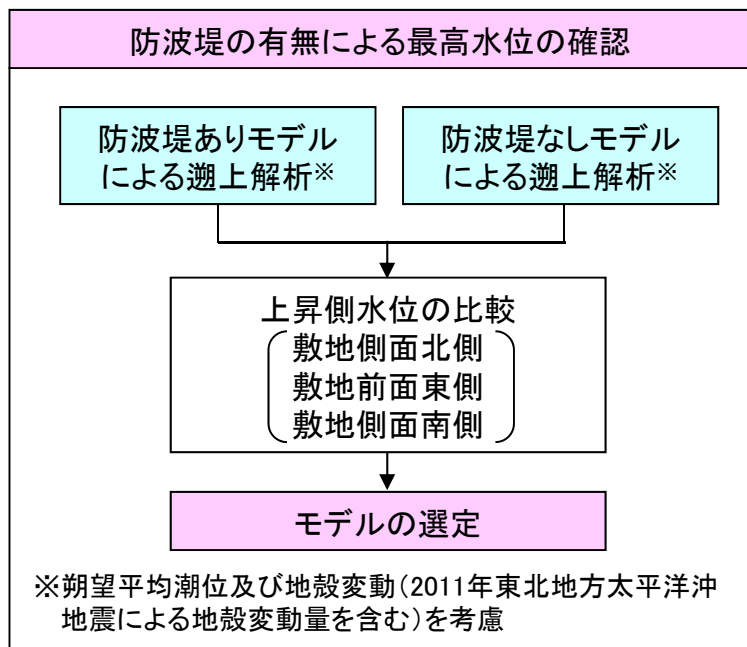 防波堤の有無による最高水位の確認
防波堤ありモデル
による遡上解析※
防波堤なしモデル
による遡上解析※
上昇側水位の比較
敷地側面北側
敷地前面東側
敷地側面南側
モデルの選定
※朔望平均潮位及び地殻変動(2011年東北地方太平洋沖
地震による地殻変動量を含む)を考慮